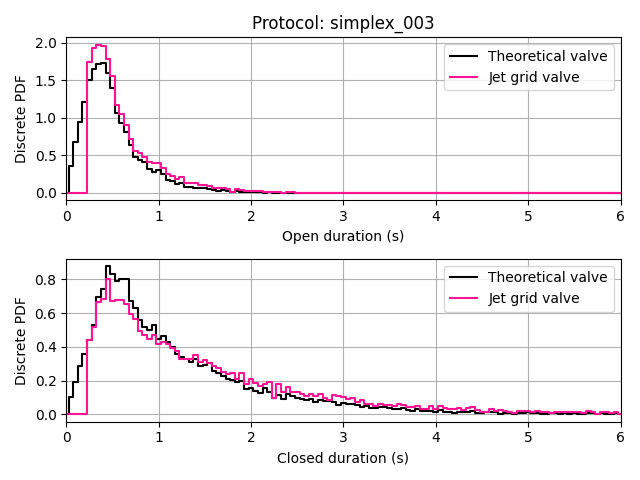 Protocol: simplex_003
Discrete PDF
2.0
1.5
1.0
0.5
0.0
Theoretical valve
Jet grid valve
0 1 2 3 4 5 6
Open duration (s)
Discrete PDF
0.8
0.6
0.4
0.2
0.0
Theoretical valve
Jet grid valve
0 1 2 3 4 5 6
Closed duration (s)